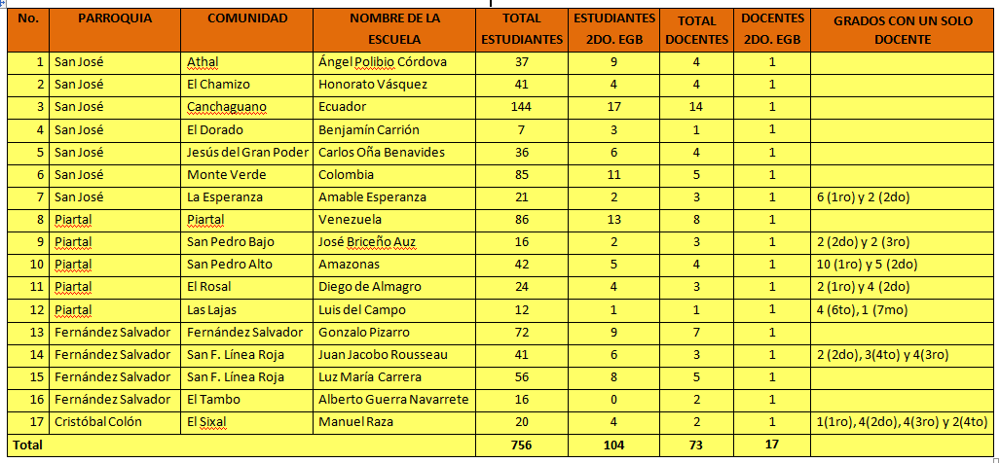 No. PARROQUIA COMUNIDAD NOMBRE DE LA ESCUELA TOTAL ESTUDIANTES ESTUDIANTES 2DO. EGB TOTAL DOCENTES DOCENTES 2DO. EGB GRADOS CON UN SOLO DOCENTE
1 San José Athal Ángel Polibio Córdova 37 9 4 1
2 San José El Chamizo Honorato Vásquez 41 4 4 1
3 San José Canchaguano Ecuador 144 17 14 1
4 San José El Dorado Benjamín Carrión 7 3 1 1
5 San José Jesús del Gran Poder Carlos Oña Benavides 36 6 4 1
6 San José Monte Verde Colombia 85 11 5 1
7 San José La Esperanza Amable Esperanza 21 2 3 1 6 (1ro) y 2 (2do)
8 Piartal Piartal Venezuela 86 13 8 1
9 Piartal San Pedro Bajo José Briceño Auz 16 2 3 1 2 (2do) y 2 (3ro)
10 Piartal San Pedro Alto Amazonas 42 5 4 1 10 (1ro) y 5 (2do)
11 Piartal El Rosal Diego de Almagro 24 4 3 1 2 (1ro) y 4 (2do)
12 Piartal Las Lajas Luis del Campo 12 1 1 1 4 (6to), 1 (7mo)
13 Fernández Salvador Fernández Salvador Gonzalo Pizarro 72 9 7 1
14 Fernández Salvador San F. Línea Roja Juan Jacobo Rousseau 41 6 3 1 2 (2do), 3(4to) y 4(3ro)
15 Fernández Salvador San F. Línea Roja Luz María Carrera 56 8 5 1
16 Fernández Salvador El Tambo Alberto Guerra Navarrete 16 0 2 1
17 Cristóbal Colón El Sixal Manuel Raza 20 4 2 1 1(1ro), 4(2do), 4(3ro) y 2(4to)
Total 756 104 73 17